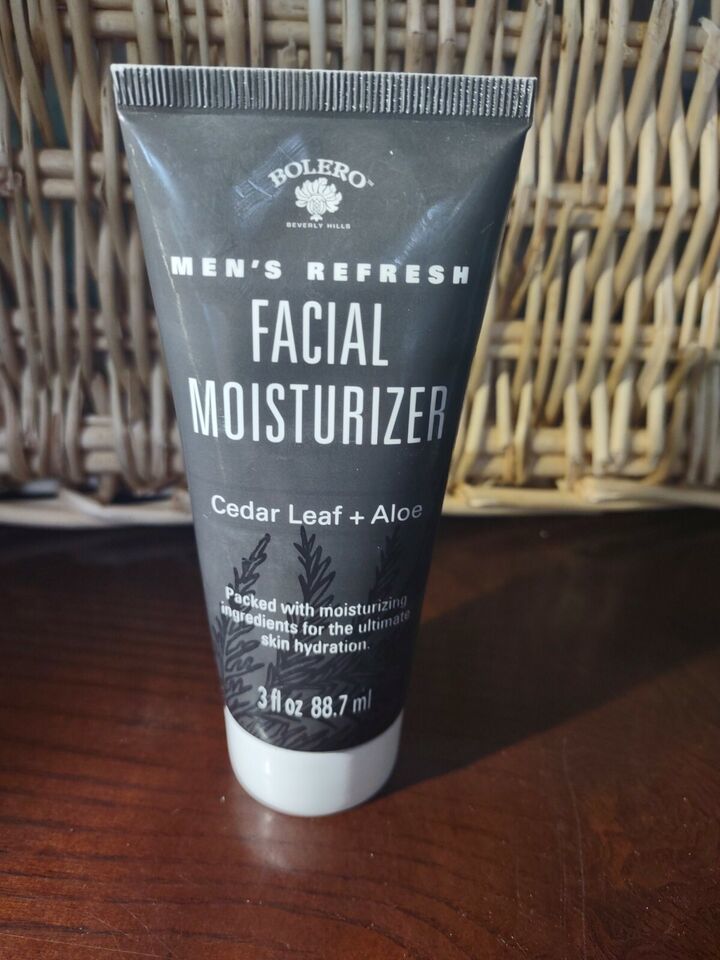 BOLERO™
BEVERLY HILLS
MEN'S REFRESH
FACIAL
MOISTURIZER
Cedar Leaf + Aloe
Packed with moisturizing
ingredients for the ultimate
skin hydration.
3 fl oz 88.7 ml